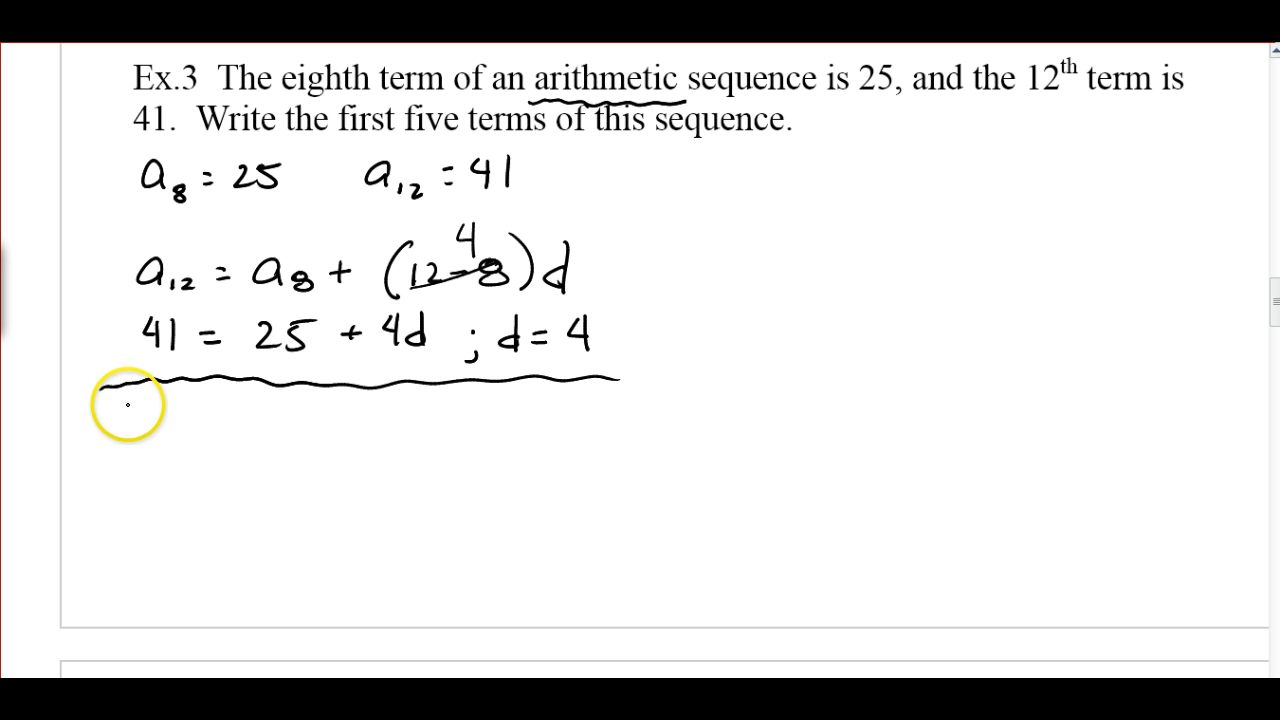 Ex.3 The eighth term of an arithmetic sequence is 25, and the 12th term is
41. Write the first five terms of this sequence.
a8 = 25 a12 = 41
4
a12 = a8 + (12-8)d
41 = 25 + 4d ; d = 4